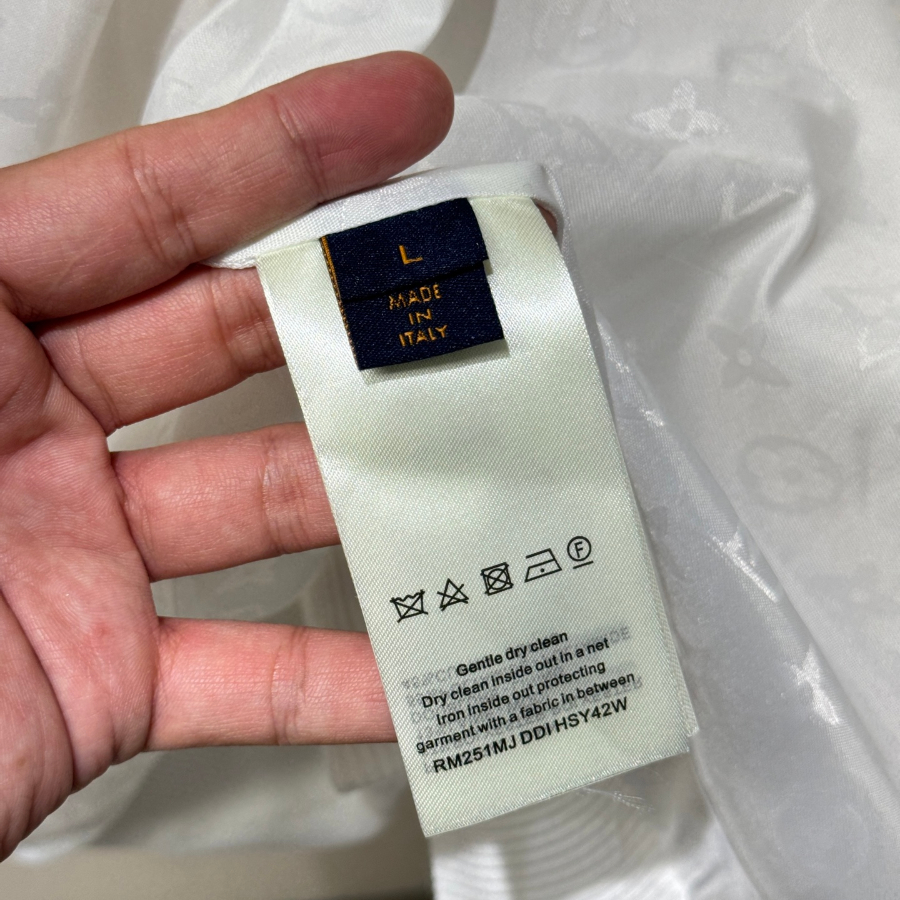 L
MADE
IN
ITALY
F
Gentle dry clean
Dry clean inside out in a net
Iron inside out protecting
garment with a fabric in between
RM251MJ DDI HSY42W